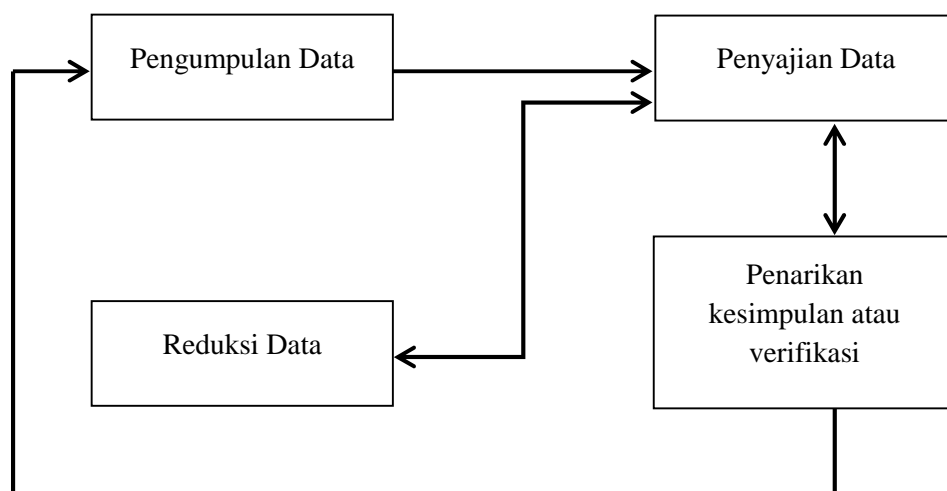 Pengumpulan Data
Penyajian Data
Reduksi Data
Penarikan
kesimpulan atau
verifikasi